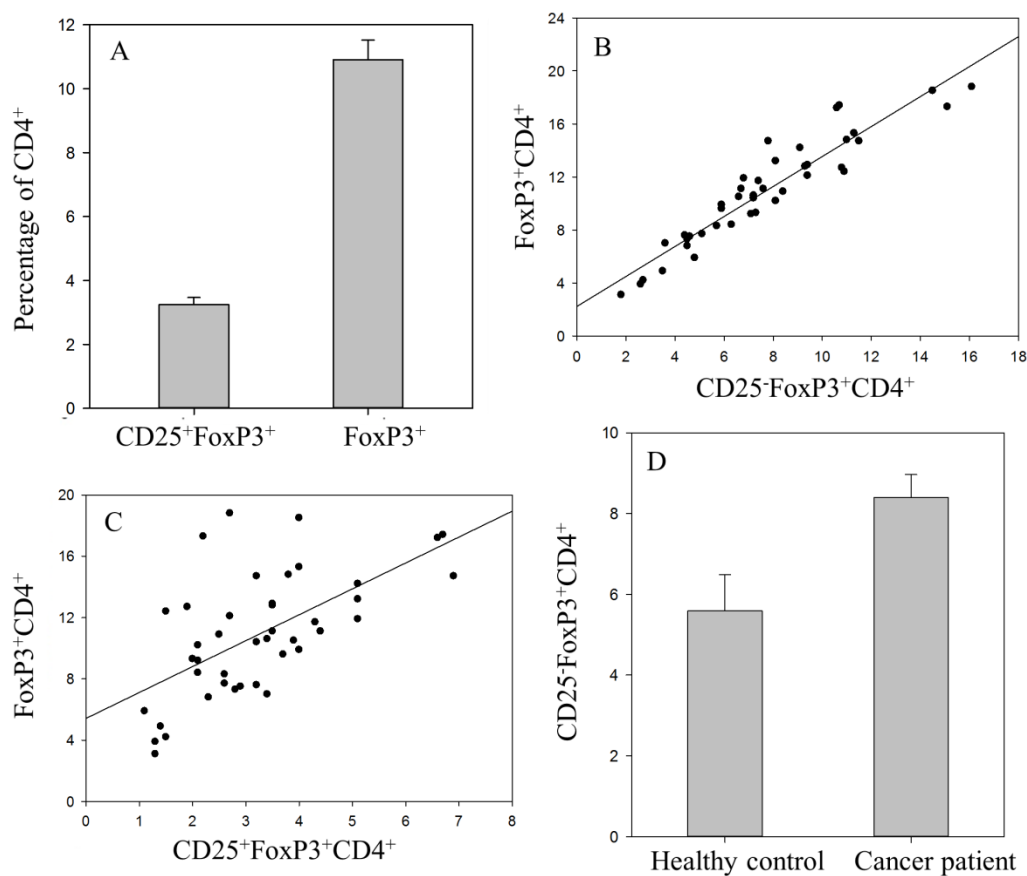 A
Percentage of CD4⁺
12
10
8
6
4
2
0
CD25⁺FoxP3⁺
FoxP3⁺
B
FoxP3⁺CD4⁺
24
20
16
12
8
4
0
0 2 4 6 8 10 12 14 16 18
CD25⁻FoxP3⁺CD4⁺
C
FoxP3⁺CD4⁺
20
16
12
8
4
0
0 1 2 3 4 5 6 7 8
CD25⁺FoxP3⁺CD4⁺
D
CD25⁻FoxP3⁺CD4⁺
10
8
6
4
2
0
Healthy control
Cancer patient